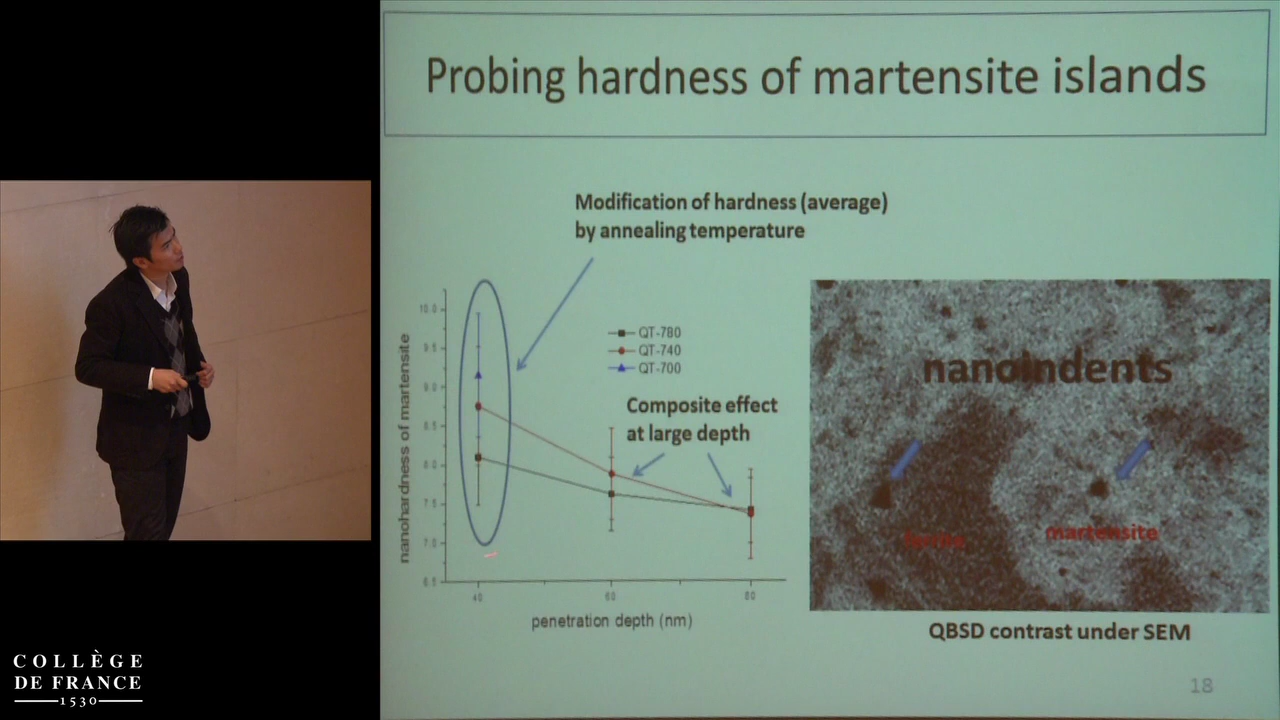 Probing hardness of martensite islands
Modification of hardness (average)
by annealing temperature
10.0
9.5
9.0
8.5
8.0
7.5
7.0
6.5
nanohardness of martensite
QT-780
QT-740
QT-700
Composite effect
at large depth
40
60
80
penetration depth (nm)
nanoindents
ferrite
martensite
QBSD contrast under SEM
18
COLLÈGE
DE FRANCE
1530